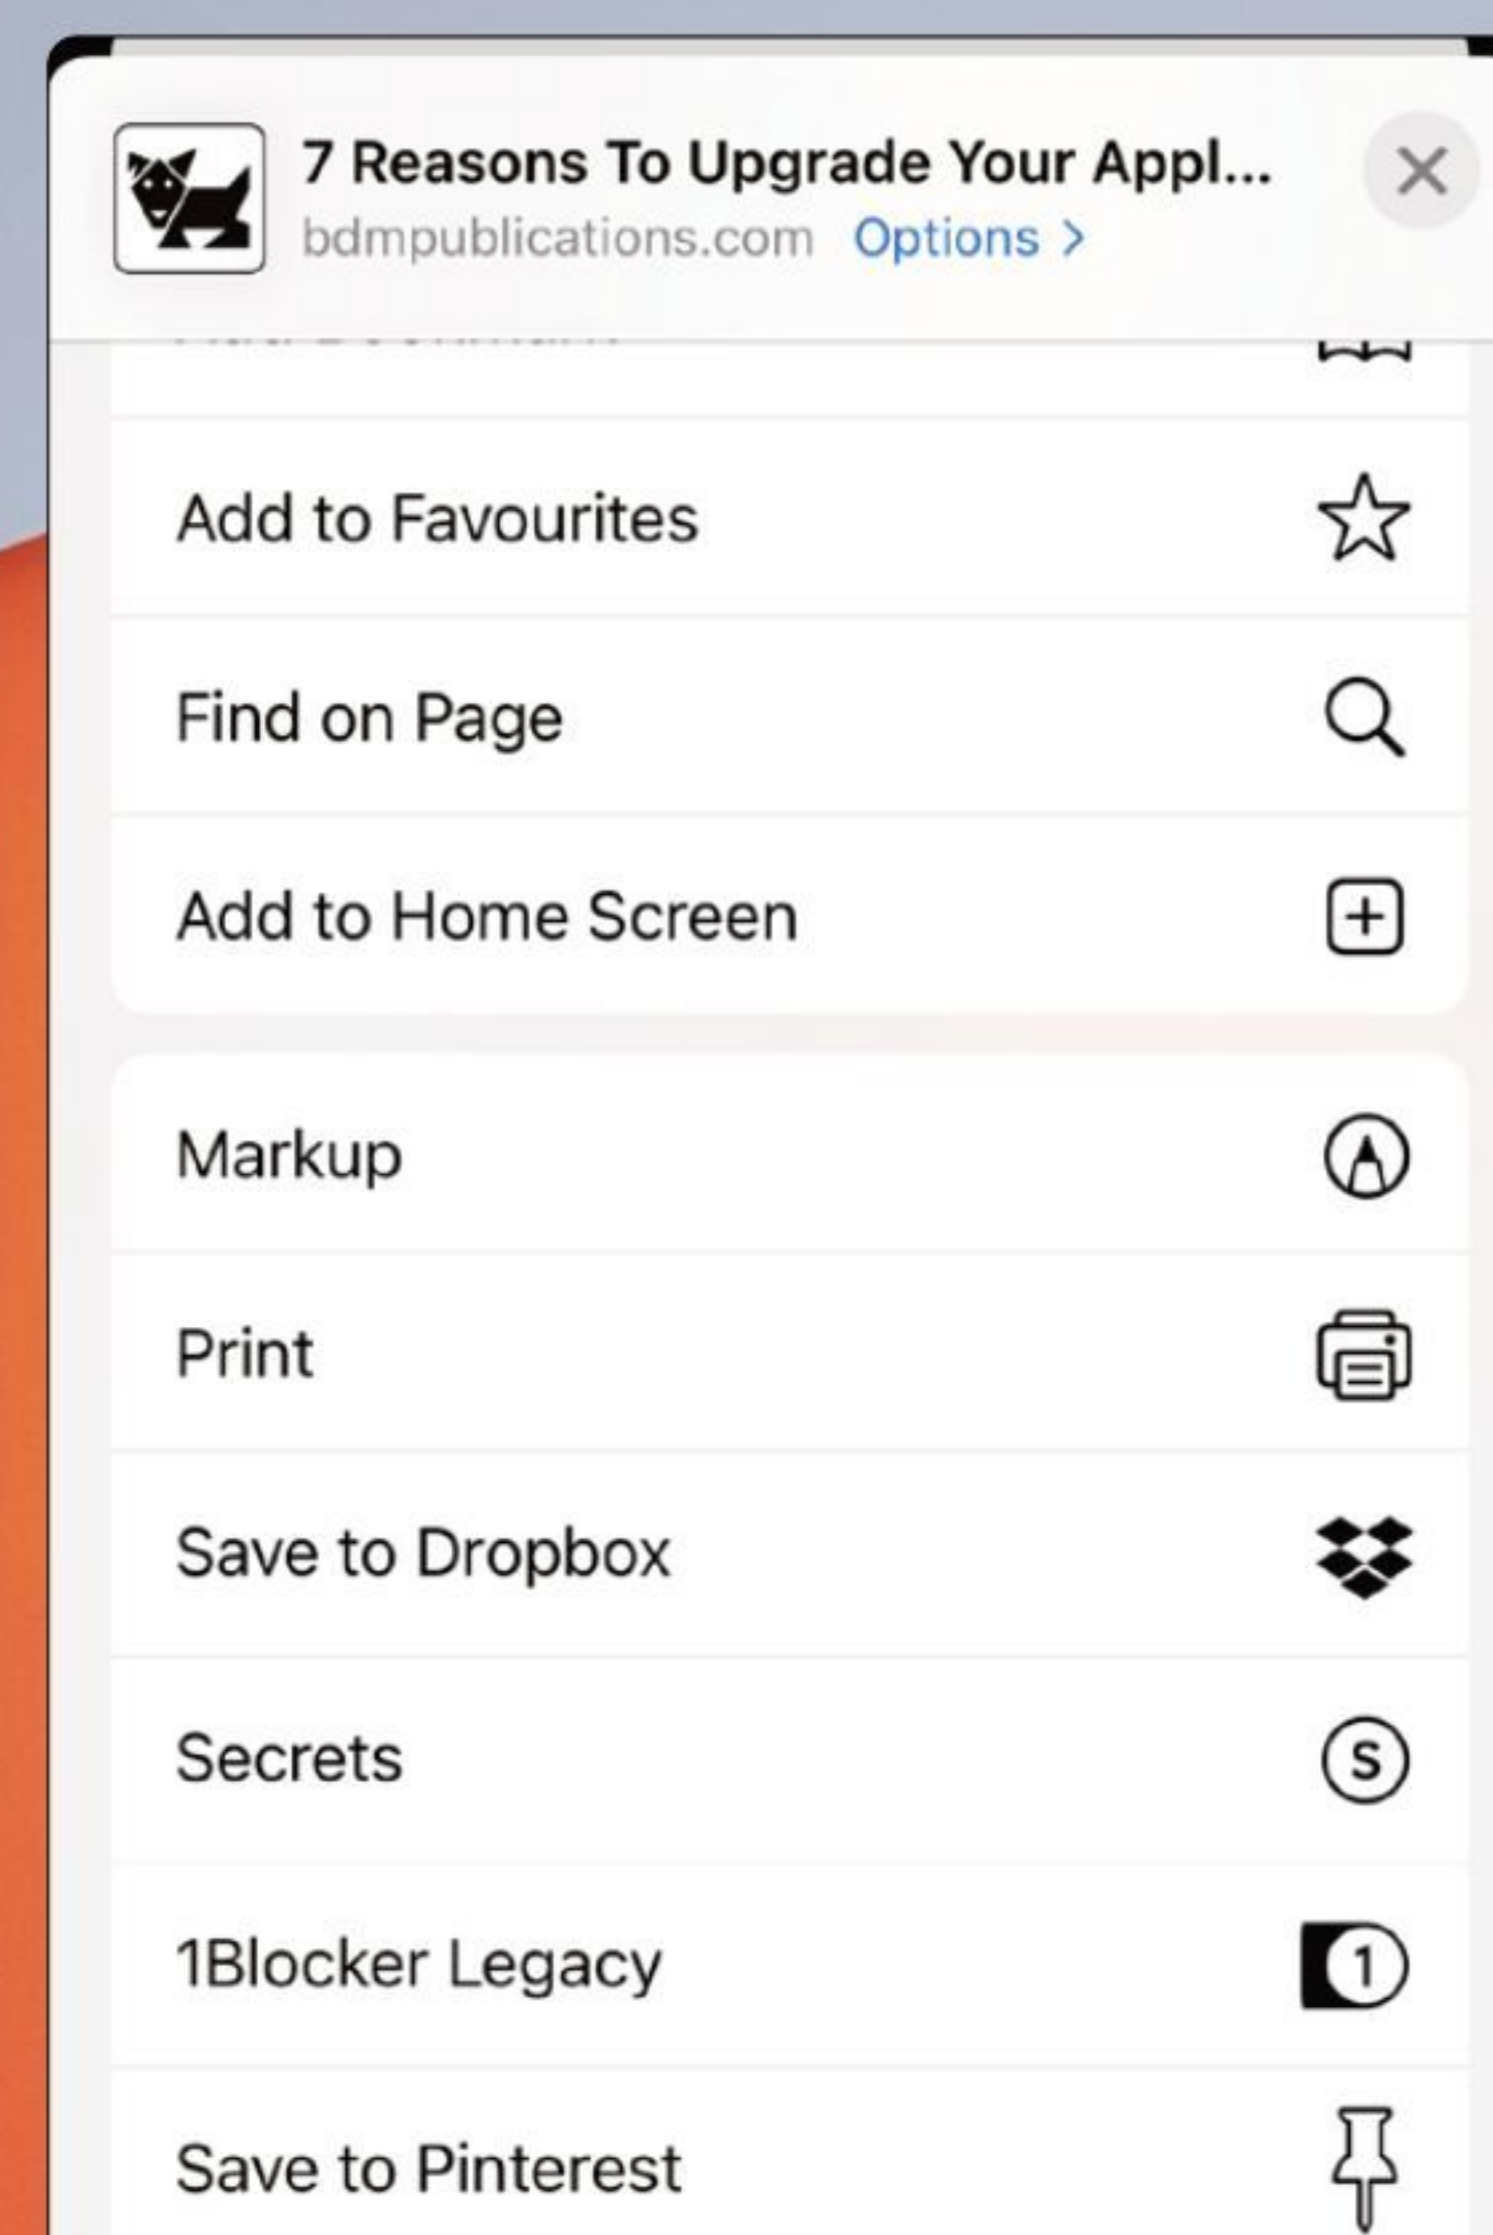 7 Reasons To Upgrade Your Appl...
bdmpublications.com Options >
Add to Favourites
Find on Page
Add to Home Screen
Markup
Print
Save to Dropbox
Secrets
S
1Blocker Legacy
1
Save to Pinterest